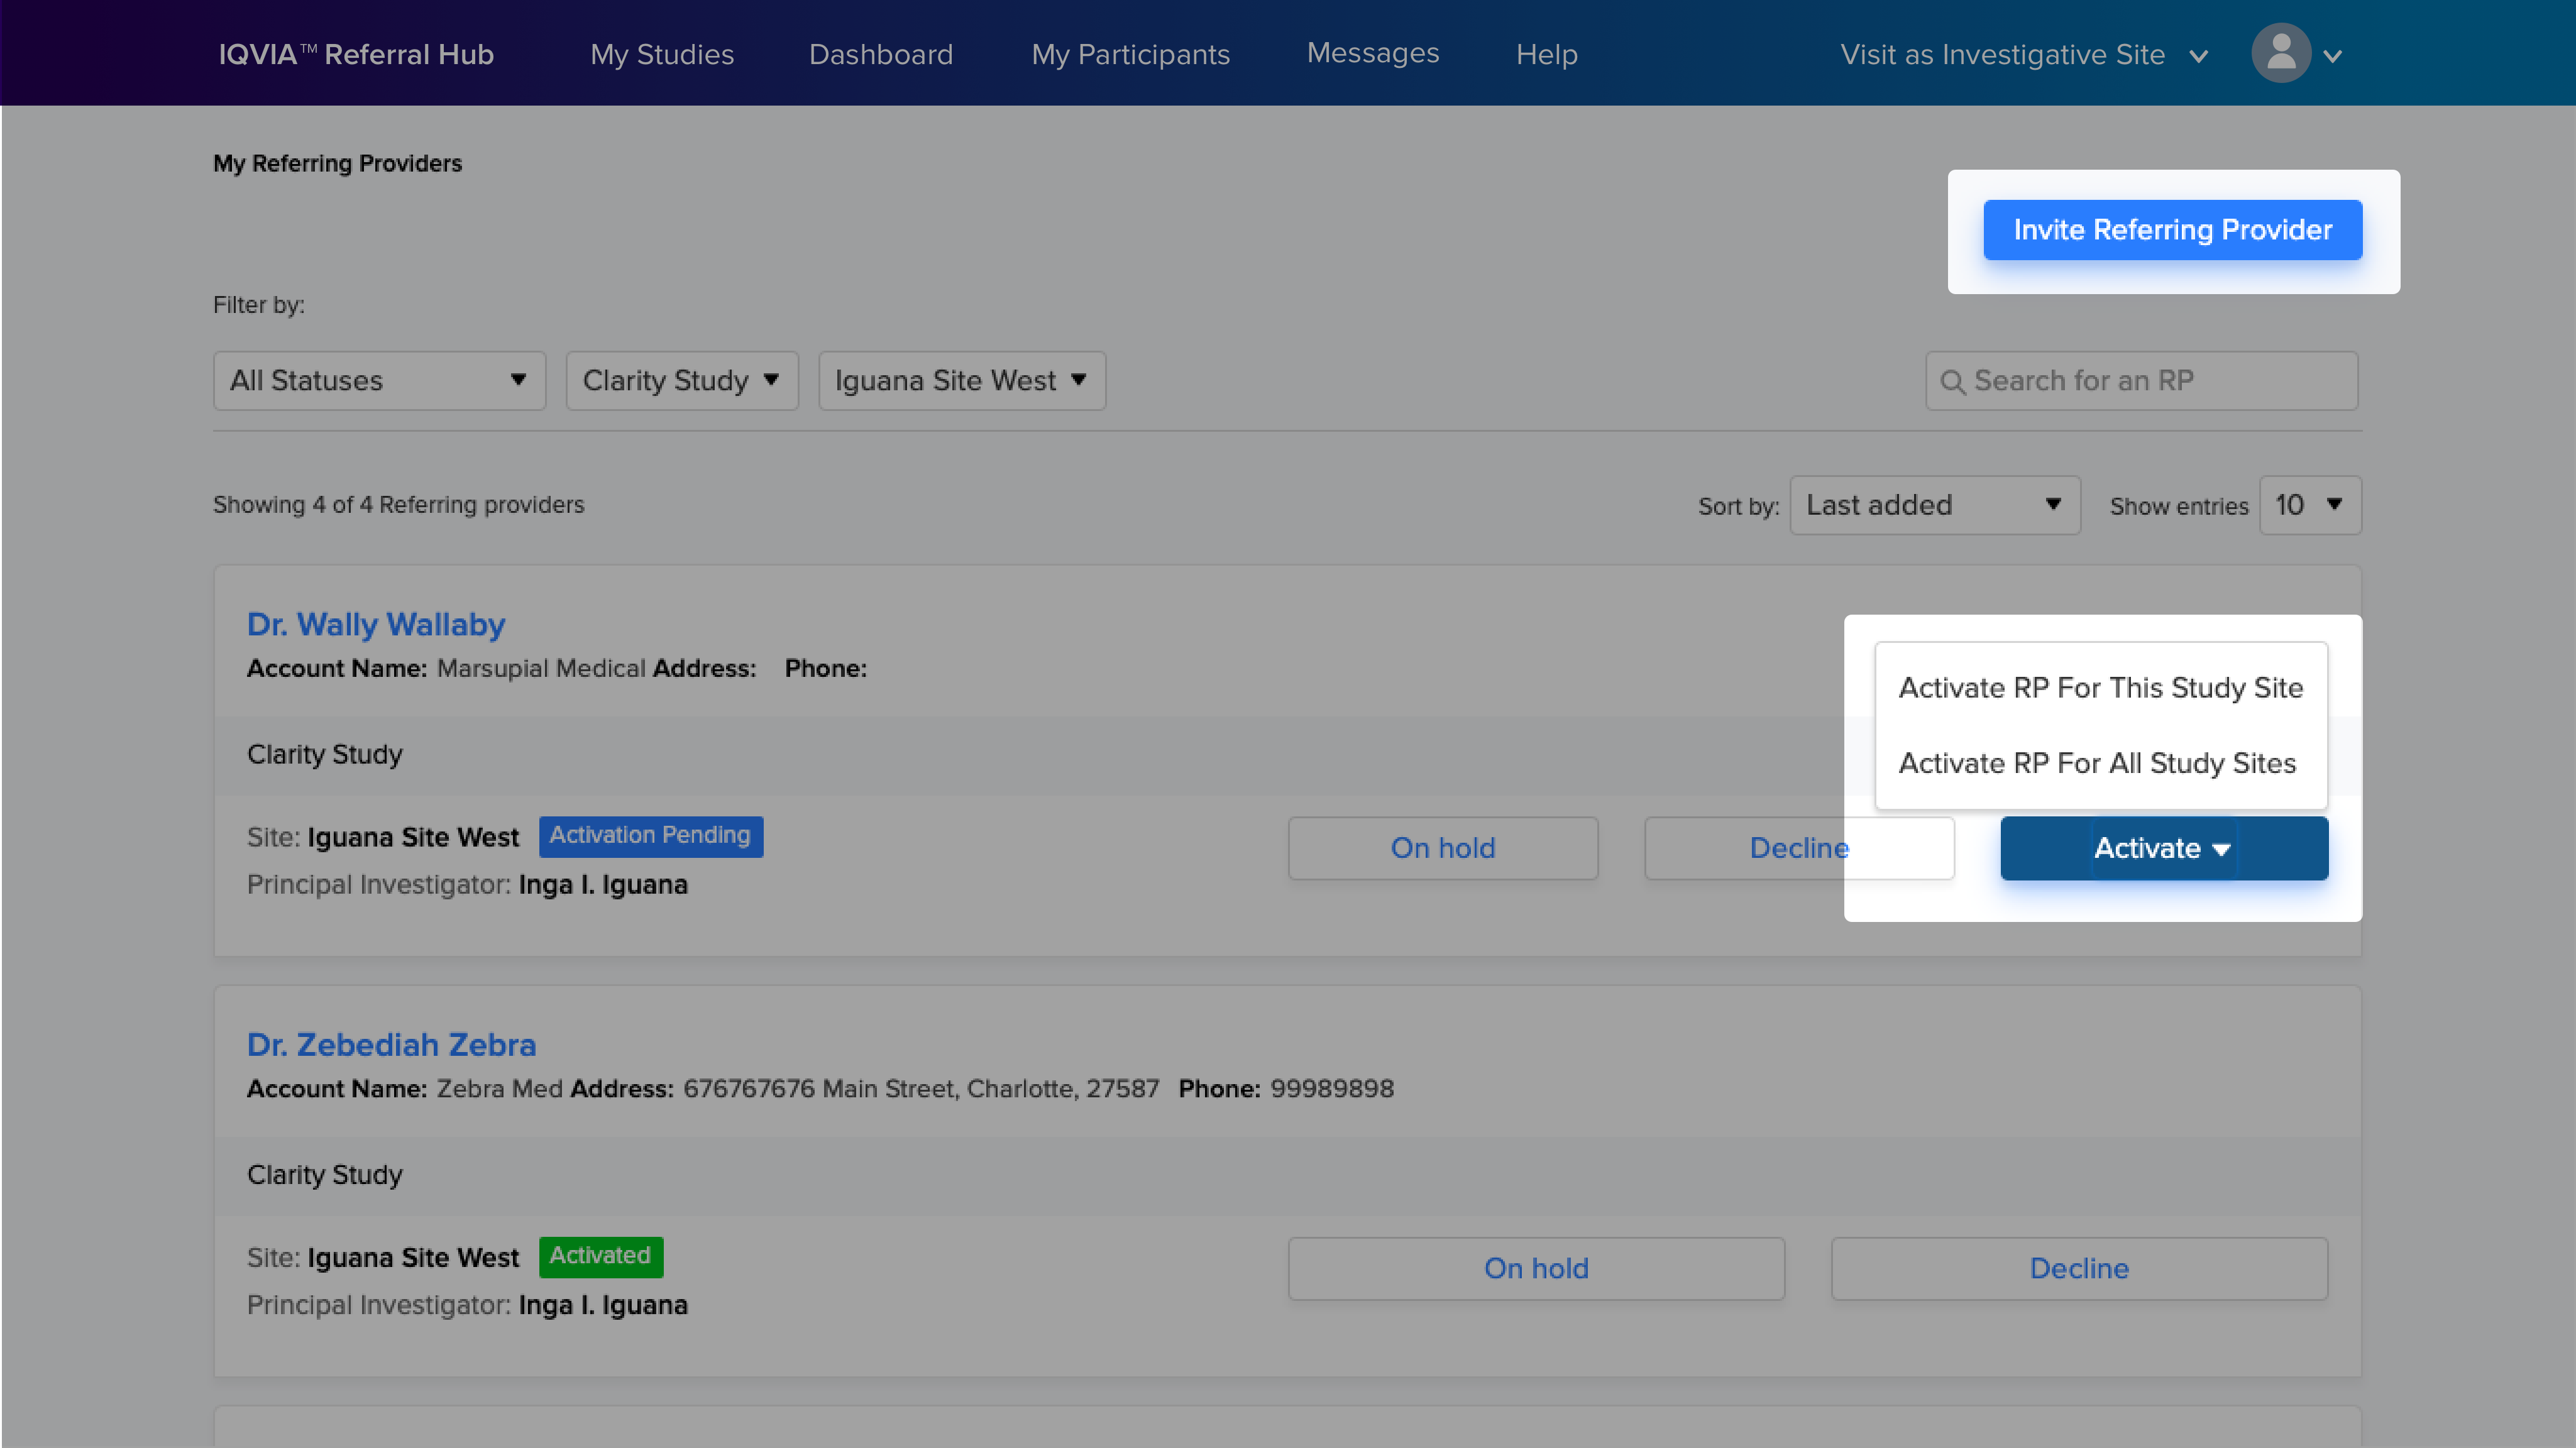 IQVIA™ Referral Hub My Studies Dashboard My Participants Messages Help Visit as Investigative Site
My Referring Providers
Invite Referring Provider
Filter by:
All Statuses Clarity Study Iguana Site West Search for an RP
Showing 4 of 4 Referring providers Sort by: Last added Show entries 10
Dr. Wally Wallaby
Account Name: Marsupial Medical Address: Phone:
Activate RP For This Study Site
Clarity Study
Activate RP For All Study Sites
Site: Iguana Site West Activation Pending On hold Decline Activate
Principal Investigator: Inga I. Iguana
Dr. Zebediah Zebra
Account Name: Zebra Med Address: 676767676 Main Street, Charlotte, 27587 Phone: 99989898
Clarity Study
Site: Iguana Site West Activated On hold Decline
Principal Investigator: Inga I. Iguana